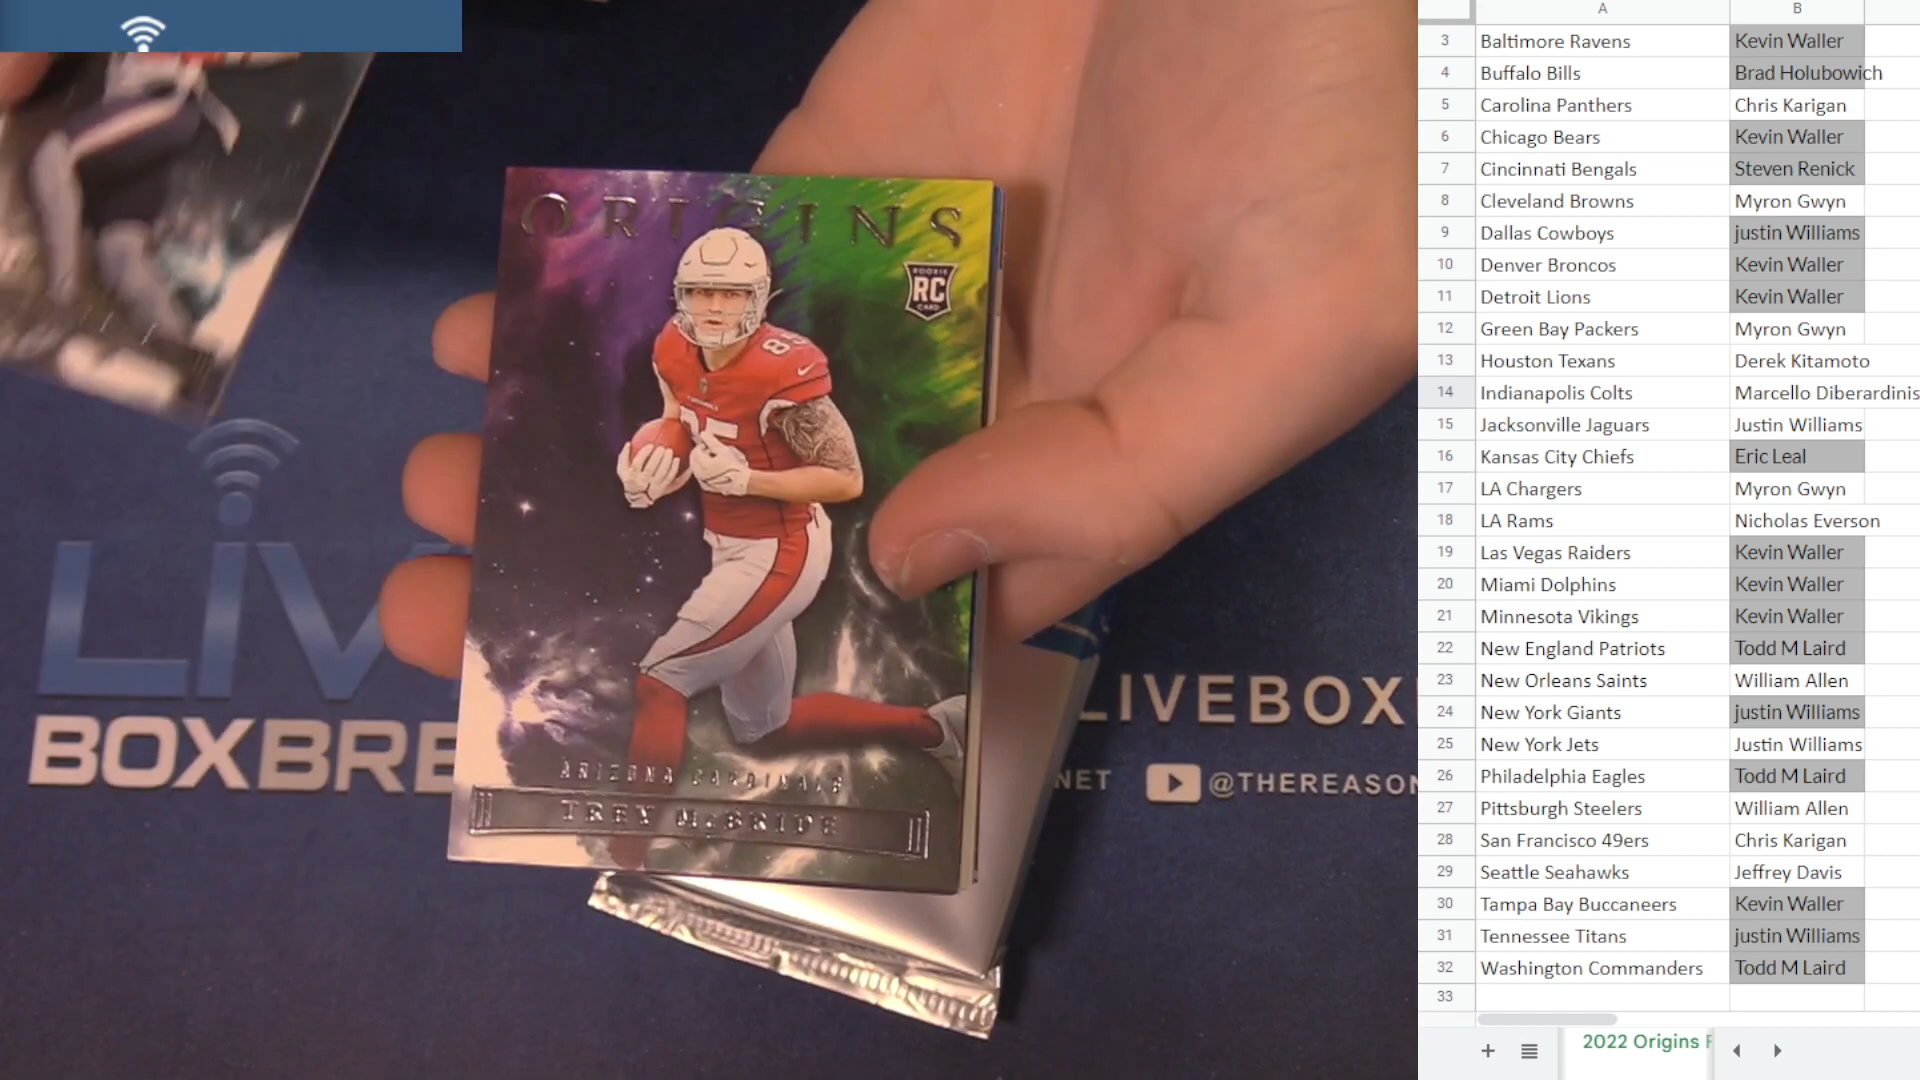 ORIGINS
ROOKIE
RC
CARD
85
85
ARIZONA CARDINALS
TREY McBRIDE
LIV
BOXBRE
LIVEBOX
NET
@THEREASON
A B
3 Baltimore Ravens Kevin Waller
4 Buffalo Bills Brad Holubowich
5 Carolina Panthers Chris Karigan
6 Chicago Bears Kevin Waller
7 Cincinnati Bengals Steven Renick
8 Cleveland Browns Myron Gwyn
9 Dallas Cowboys justin Williams
10 Denver Broncos Kevin Waller
11 Detroit Lions Kevin Waller
12 Green Bay Packers Myron Gwyn
13 Houston Texans Derek Kitamoto
14 Indianapolis Colts Marcello Diberardinis
15 Jacksonville Jaguars Justin Williams
16 Kansas City Chiefs Eric Leal
17 LA Chargers Myron Gwyn
18 LA Rams Nicholas Everson
19 Las Vegas Raiders Kevin Waller
20 Miami Dolphins Kevin Waller
21 Minnesota Vikings Kevin Waller
22 New England Patriots Todd M Laird
23 New Orleans Saints William Allen
24 New York Giants justin Williams
25 New York Jets Justin Williams
26 Philadelphia Eagles Todd M Laird
27 Pittsburgh Steelers William Allen
28 San Francisco 49ers Chris Karigan
29 Seattle Seahawks Jeffrey Davis
30 Tampa Bay Buccaneers Kevin Waller
31 Tennessee Titans justin Williams
32 Washington Commanders Todd M Laird
33
2022 Origins F